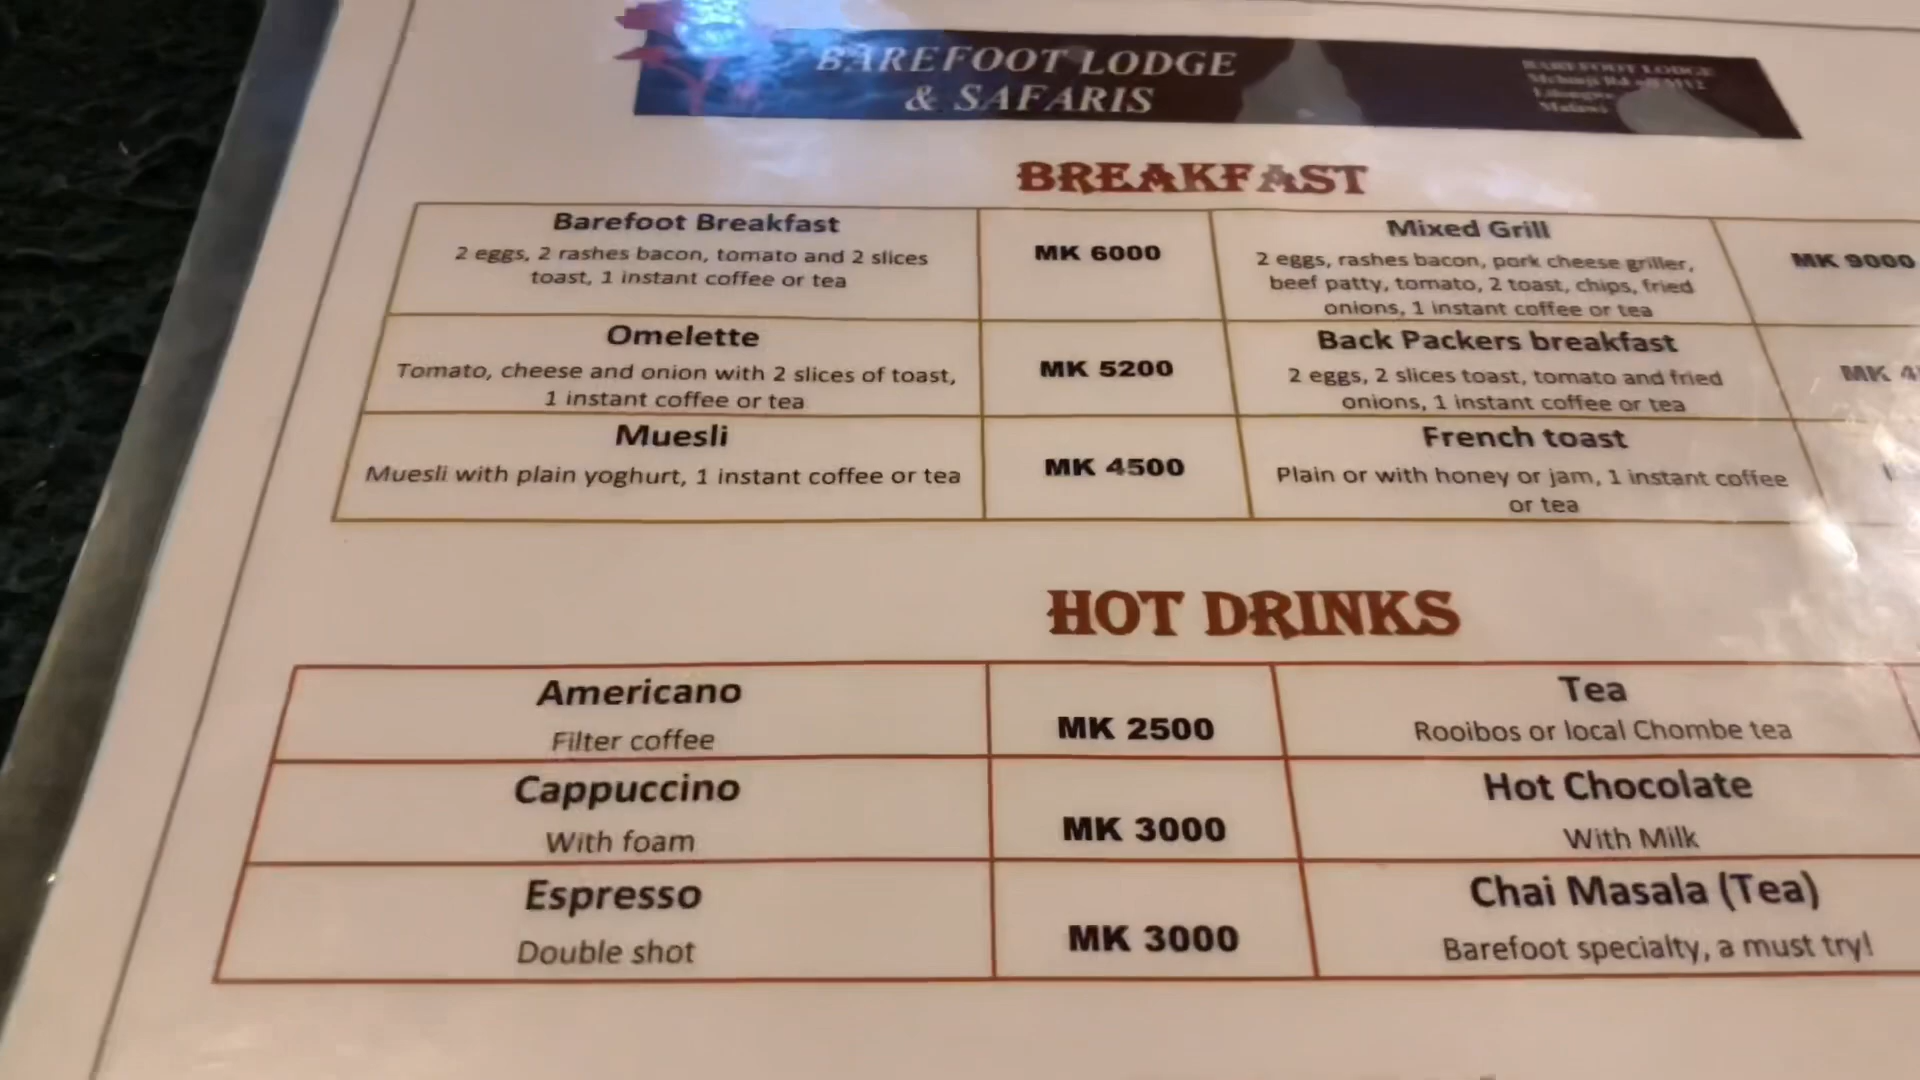 BAREFOOT LODGE
& SAFARIS
BAREFOOT LODGE
Mchinji Rd
Lilongwe
Malawi
BREAKFAST
Barefoot Breakfast
2 eggs, 2 rashes bacon, tomato and 2 slices
toast, 1 instant coffee or tea
MK 6000
Mixed Grill
2 eggs, rashes bacon, pork cheese griller,
beef patty, tomato, 2 toast, chips, fried
onions, 1 instant coffee or tea
MK 9000
Omelette
Tomato, cheese and onion with 2 slices of toast,
1 instant coffee or tea
MK 5200
Back Packers breakfast
2 eggs, 2 slices toast, tomato and fried
onions, 1 instant coffee or tea
MK
Muesli
Muesli with plain yoghurt, 1 instant coffee or tea
MK 4500
French toast
Plain or with honey or jam, 1 instant coffee
or tea
HOT DRINKS
Americano
Filter coffee
MK 2500
Tea
Rooibos or local Chombe tea
Cappuccino
With foam
MK 3000
Hot Chocolate
With Milk
Espresso
Double shot
MK 3000
Chai Masala (Tea)
Barefoot specialty, a must try!